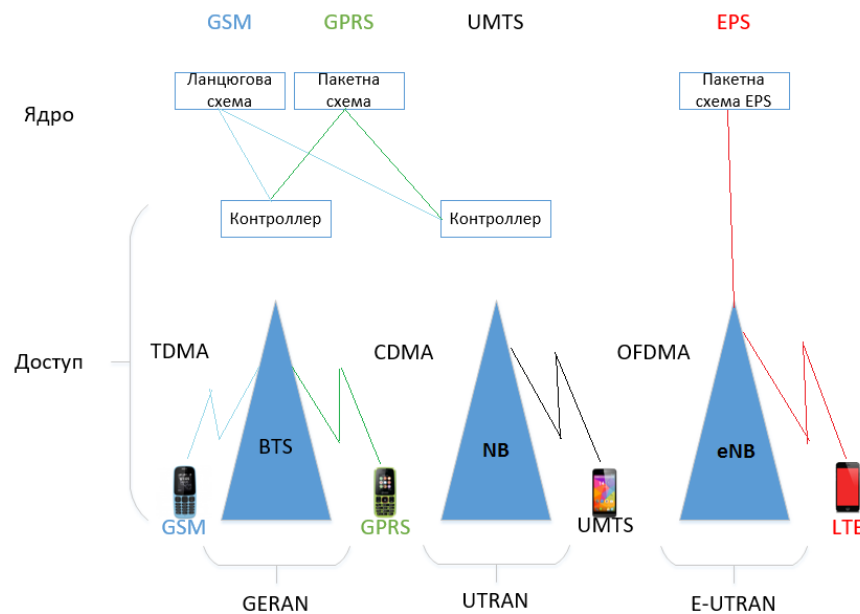 GSM
GPRS
UMTS
EPS
Ланцюгова
схема
Пакетна
схема
Пакетна
схема EPS
Ядро
Контроллер
Контроллер
Доступ
TDMA
CDMA
OFDMA
BTS
NB
eNB
GSM
GPRS
UMTS
LTE
GERAN
UTRAN
E-UTRAN